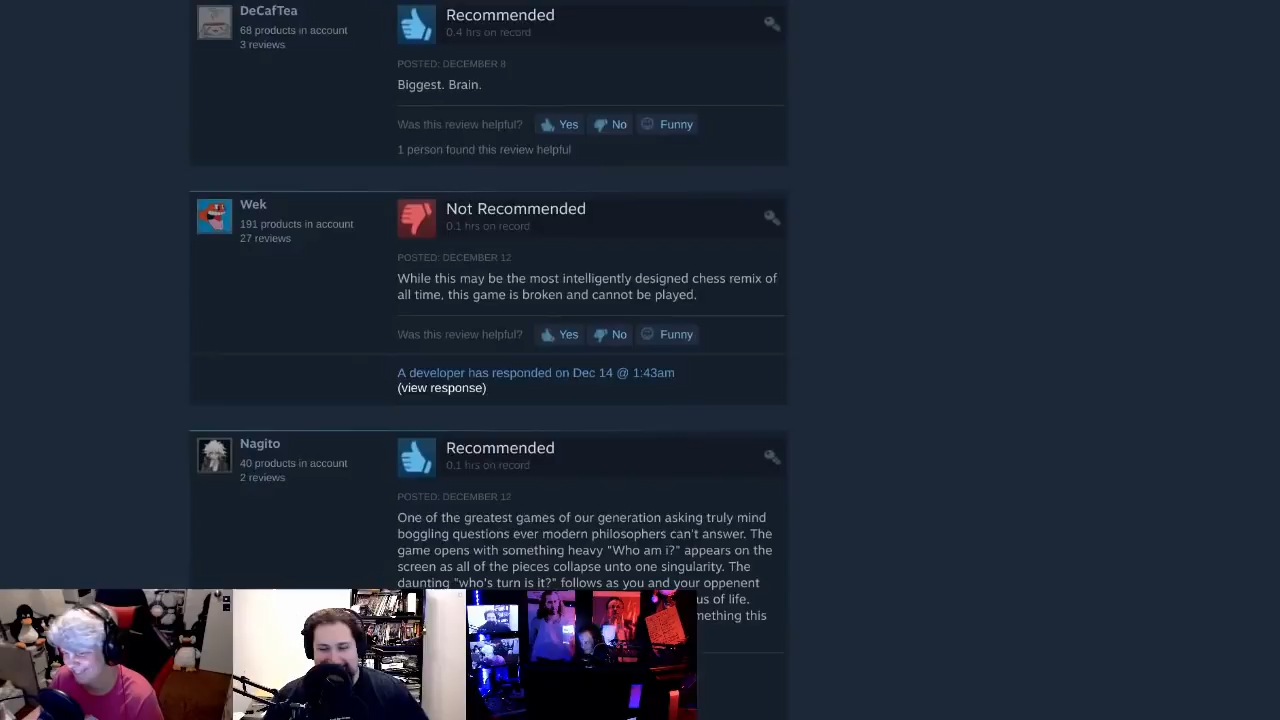 DeCafTea
68 products in account
3 reviews
Recommended
0.4 hrs on record
POSTED: DECEMBER 8
Biggest. Brain.
Was this review helpful? Yes No Funny
1 person found this review helpful
Wek
191 products in account
27 reviews
Not Recommended
0.1 hrs on record
POSTED: DECEMBER 12
While this may be the most intelligently designed chess remix of
all time, this game is broken and cannot be played.
Was this review helpful? Yes No Funny
A developer has responded on Dec 14 @ 1:43am
(view response)
Nagito
40 products in account
2 reviews
Recommended
0.1 hrs on record
POSTED: DECEMBER 12
One of the greatest games of our generation asking truly mind
boggling questions ever modern philosophers can't answer. The
game opens with something heavy "Who am i?" appears on the
screen as all of the pieces collapse unto one singularity. The
daunting "who's turn is it?" follows as you and your oppenent
us of life.
mething this